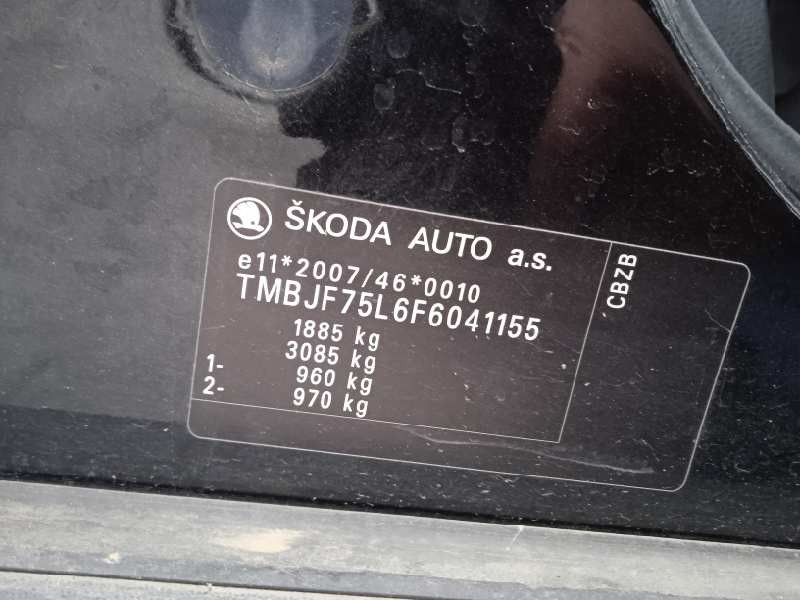 ŠKODA AUTO a.s.
e11*2007/46*0010
TMBJF75L6F6041155
1885 kg
3085 kg
1- 960 kg
2- 970 kg
CBZB